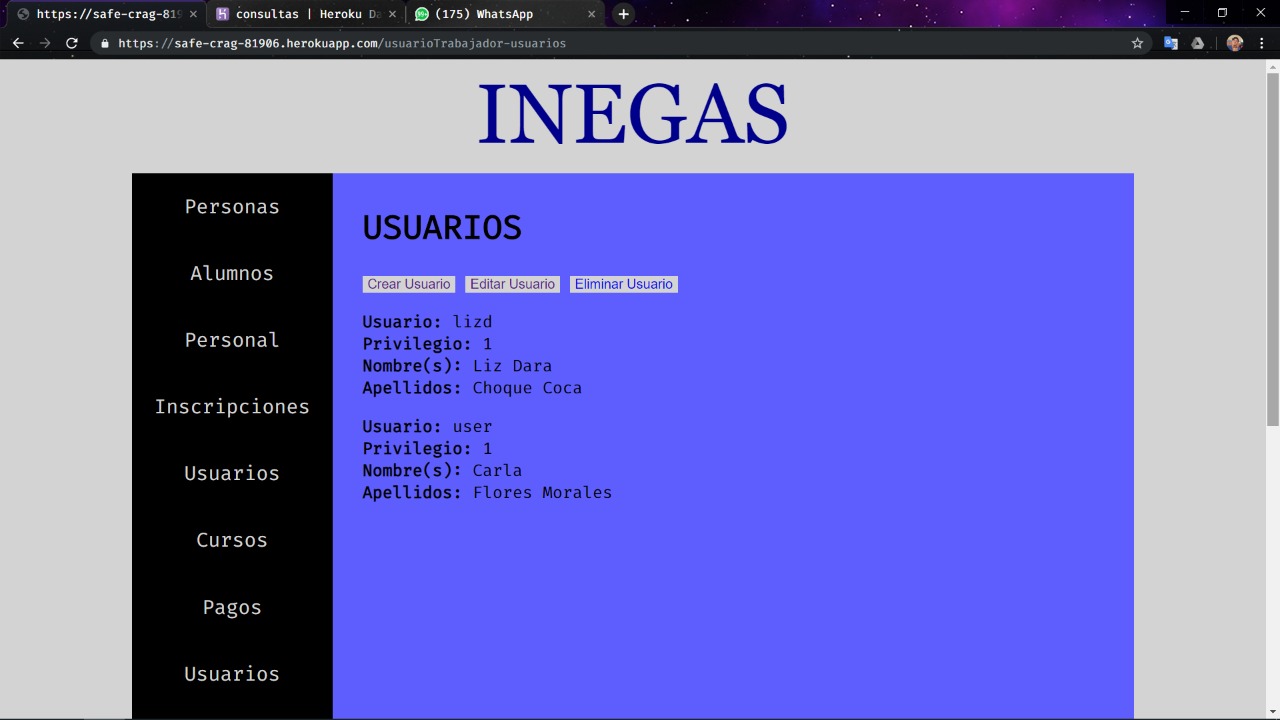 https://safe-crag-819
consultas | Heroku Da
(175) WhatsApp
99+
https://safe-crag-81906.herokuapp.com/usuarioTrabajador-usuarios
INEGAS
Personas
Alumnos
Personal
Inscripciones
Usuarios
Cursos
Pagos
Usuarios
USUARIOS
Crear Usuario Editar Usuario Eliminar Usuario
Usuario: lizd
Privilegio: 1
Nombre(s): Liz Dara
Apellidos: Choque Coca
Usuario: user
Privilegio: 1
Nombre(s): Carla
Apellidos: Flores Morales